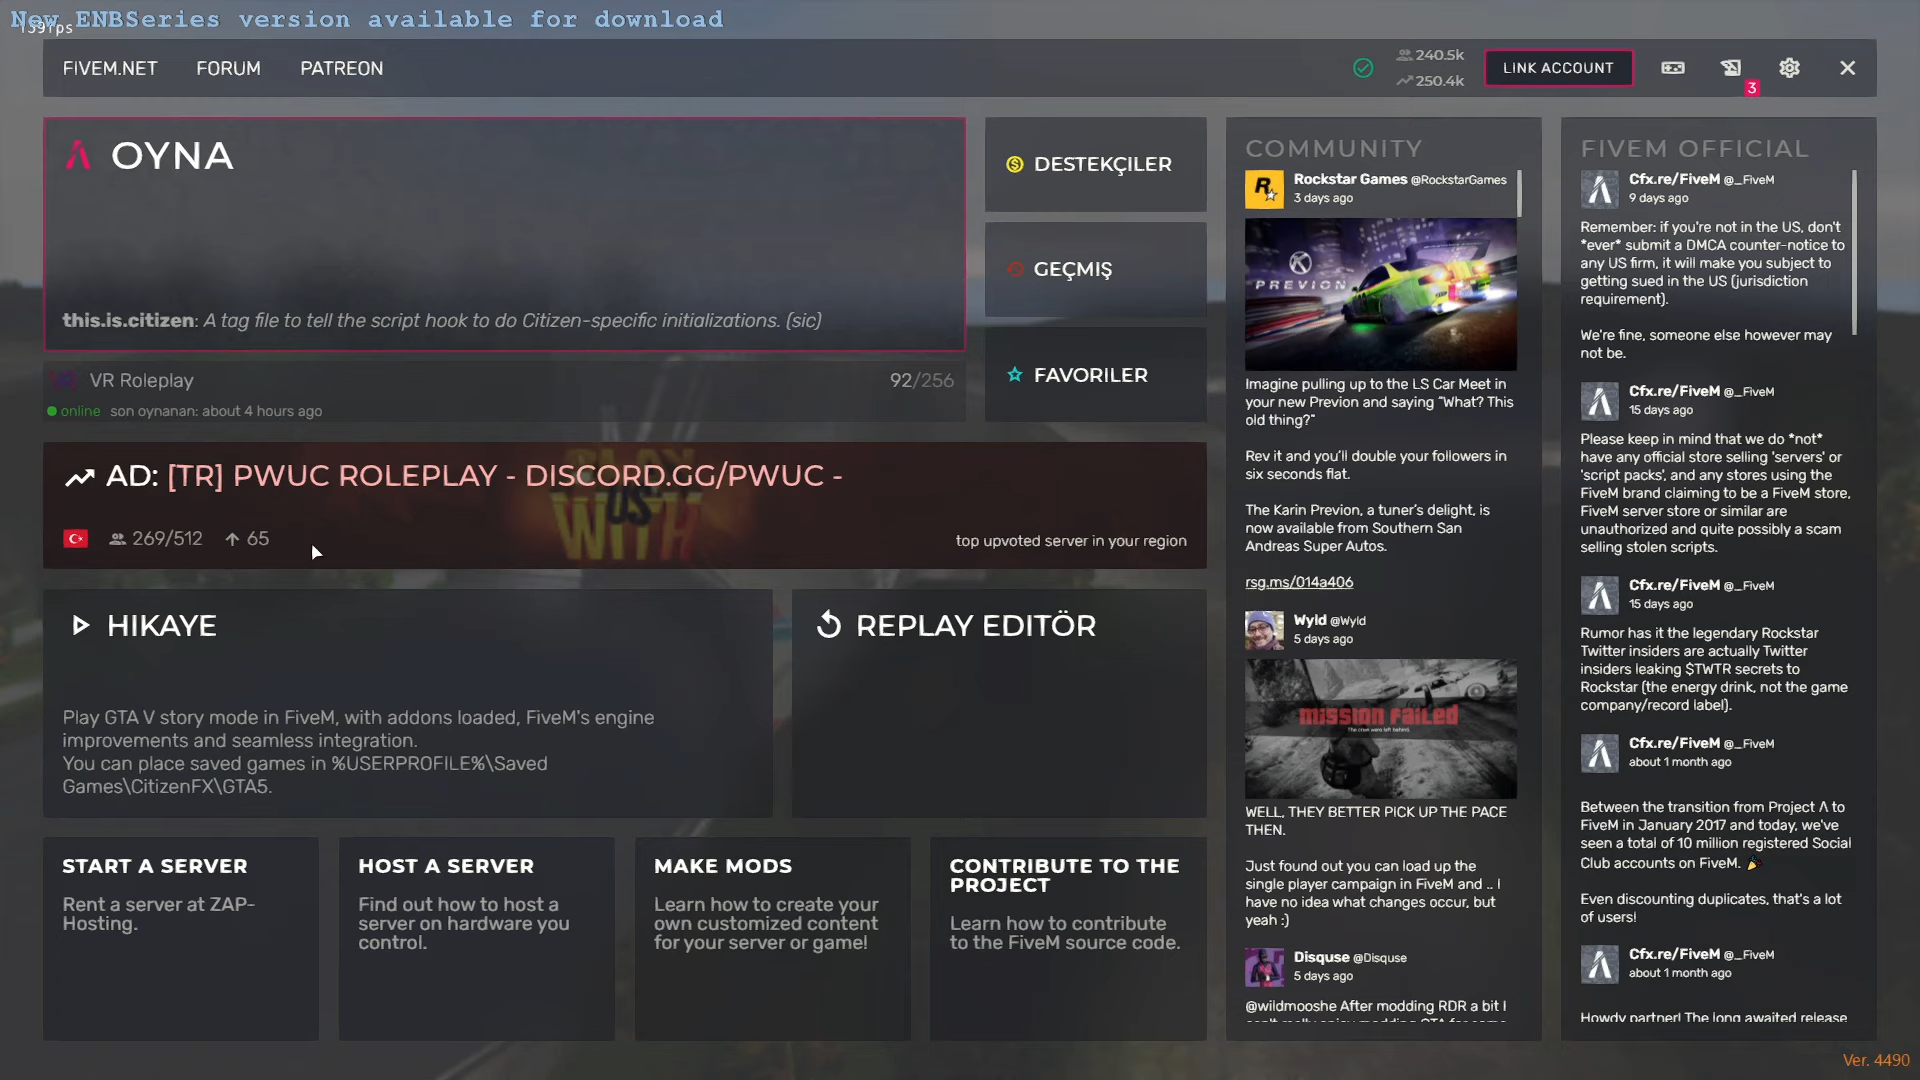 New ENBSeries version available for download
139fps
FIVEM.NET FORUM PATREON
240.5k
250.4k
LINK ACCOUNT
3
OYNA
this.is.citizen: A tag file to tell the script hook to do Citizen-specific initializations. (sic)
VR Roleplay
92/256
online son oynanan: about 4 hours ago
DESTEKÇILER
GEÇMIŞ
FAVORILER
AD: [TR] PWUC ROLEPLAY - DISCORD.GG/PWUC -
269/512 65
top upvoted server in your region
HIKAYE
Play GTA V story mode in FiveM, with addons loaded, FiveM's engine
improvements and seamless integration.
You can place saved games in %USERPROFILE%\Saved
Games\CitizenFX\GTA5.
REPLAY EDITÖR
START A SERVER
Rent a server at ZAP-
Hosting.
HOST A SERVER
Find out how to host a
server on hardware you
control.
MAKE MODS
Learn how to create your
own customized content
for your server or game!
CONTRIBUTE TO THE
PROJECT
Learn how to contribute
to the FiveM source code.
COMMUNITY
Rockstar Games @RockstarGames
3 days ago
PREVION
Imagine pulling up to the LS Car Meet in
your new Previon and saying "What? This
old thing?"
Rev it and you'll double your followers in
six seconds flat.
The Karin Previon, a tuner's delight, is
now available from Southern San
Andreas Super Autos.
rsg.ms/014a406
Wyld @Wyld
5 days ago
mission failed
The crew were left behind.
WELL, THEY BETTER PICK UP THE PACE
THEN.
Just found out you can load up the
single player campaign in FiveM and .. I
have no idea what changes occur, but
yeah :)
Disquse @Disquse
5 days ago
@wildmooshe After modding RDR a bit I
FIVEM OFFICIAL
Cfx.re/FiveM @_FiveM
9 days ago
Remember: if you're not in the US, don't
*ever* submit a DMCA counter-notice to
any US firm, it will make you subject to
getting sued in the US (jurisdiction
requirement).
We're fine, someone else however may
not be.
Cfx.re/FiveM @_FiveM
15 days ago
Please keep in mind that we do *not*
have any official store selling 'servers' or
'script packs', and any stores using the
FiveM brand claiming to be a FiveM store,
FiveM server store or similar are
unauthorized and quite possibly a scam
selling stolen scripts.
Cfx.re/FiveM @_FiveM
15 days ago
Rumor has it the legendary Rockstar
Twitter insiders are actually Twitter
insiders leaking $TWTR secrets to
Rockstar (the energy drink, not the game
company/record label).
Cfx.re/FiveM @_FiveM
about 1 month ago
Between the transition from Project Λ to
FiveM in January 2017 and today, we've
seen a total of 10 million registered Social
Club accounts on FiveM. 🎉
Even discounting duplicates, that's a lot
of users!
Cfx.re/FiveM @_FiveM
about 1 month ago
Howdy partner! The long awaited release
Ver. 4490